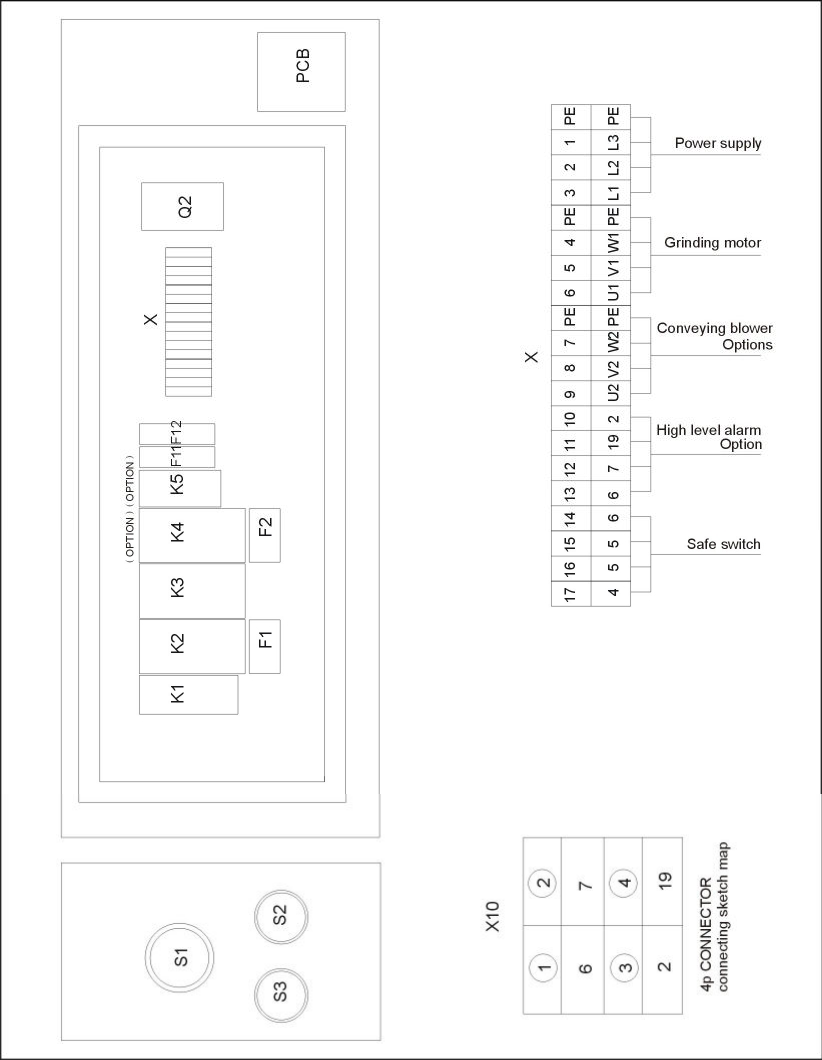 PCB
Q2
X
F11F12
( OPTION ) ( OPTION )
K5
K4
F2
K3
K2
F1
K1
S1
S2
S3
X
PE PE
1 L3
2 L2
3 L1
Power supply
PE PE
4 W1
5 V1
6 U1
Grinding motor
PE PE
7 W2
8 V2
9 U2
Conveying blower
Options
10 2
11 19
12 7
13 6
High level alarm
Option
14 6
15 5
16 5
17 4
Safe switch
X10
2 7 4 19
1 6 3 2
4p CONNECTOR
connecting sketch map